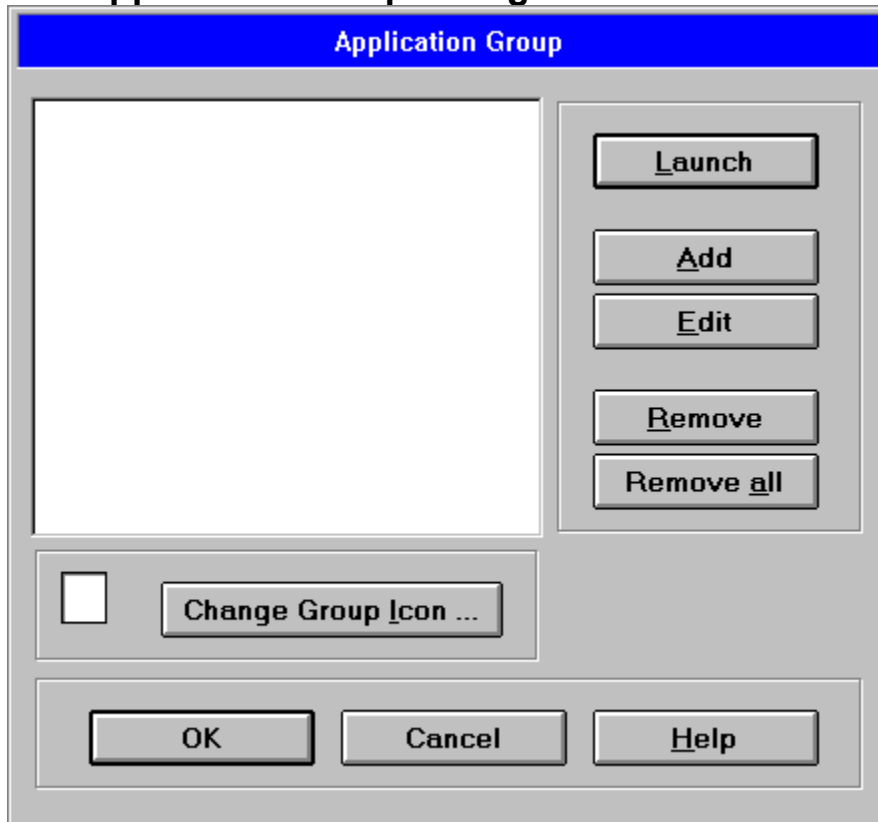 Application Group
Launch
Add
Edit
Remove
Remove all
Change Group Icon ...
OK Cancel Help